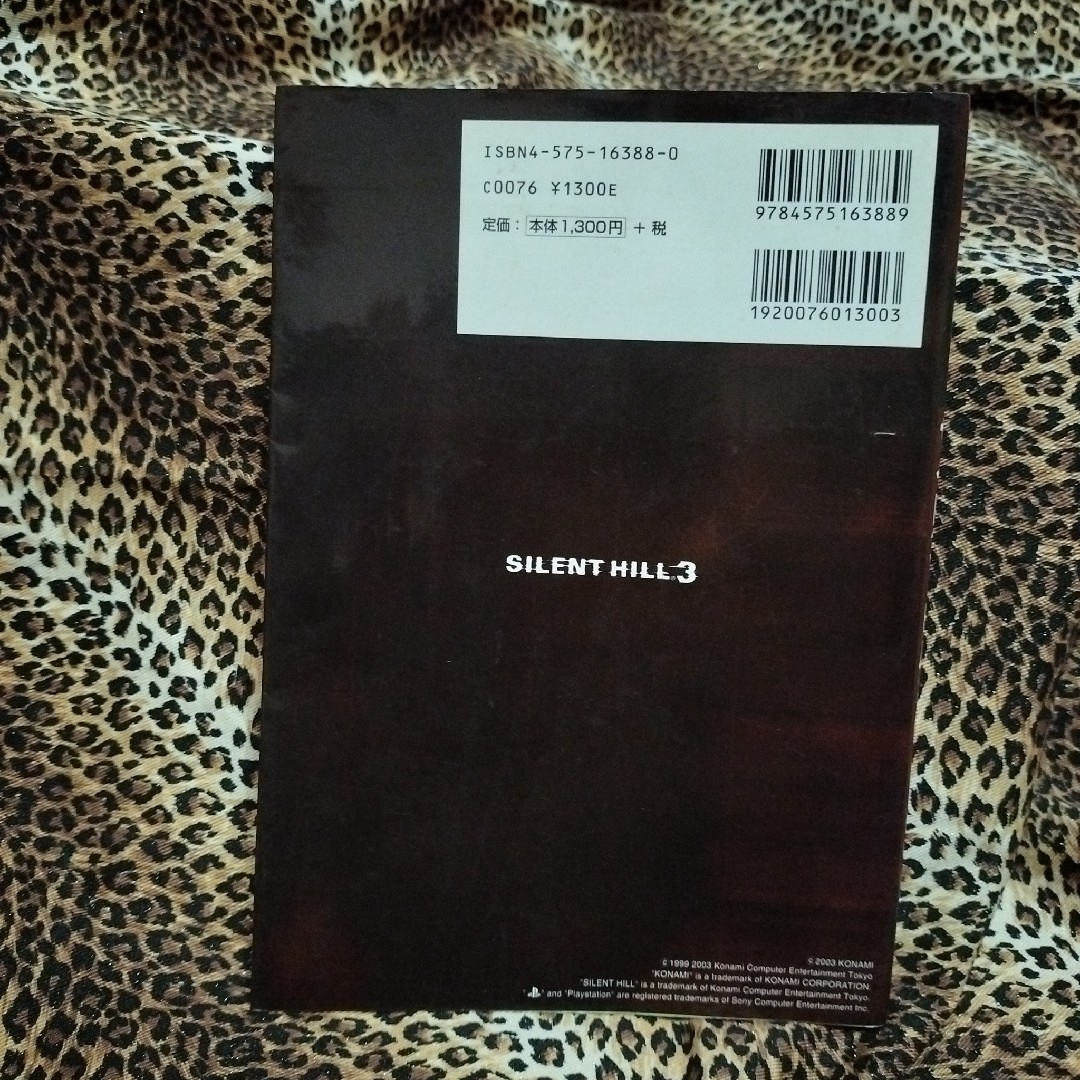 ISBN4-575-16388-0
C0076 ¥1300E
定価：本体1,300円＋税
9784575163889
1920076013003
SILENT HILL 3
© 2003 KONAMI
© 1999 2003 Konami Computer Entertainment Tokyo
"KONAMI" is a trademark of KONAMI CORPORATION.
"SILENT HILL" is a trademark of Konami Computer Entertainment Tokyo.
" " and "Playstation" are registered trademarks of Sony Computer Entertainment Inc.